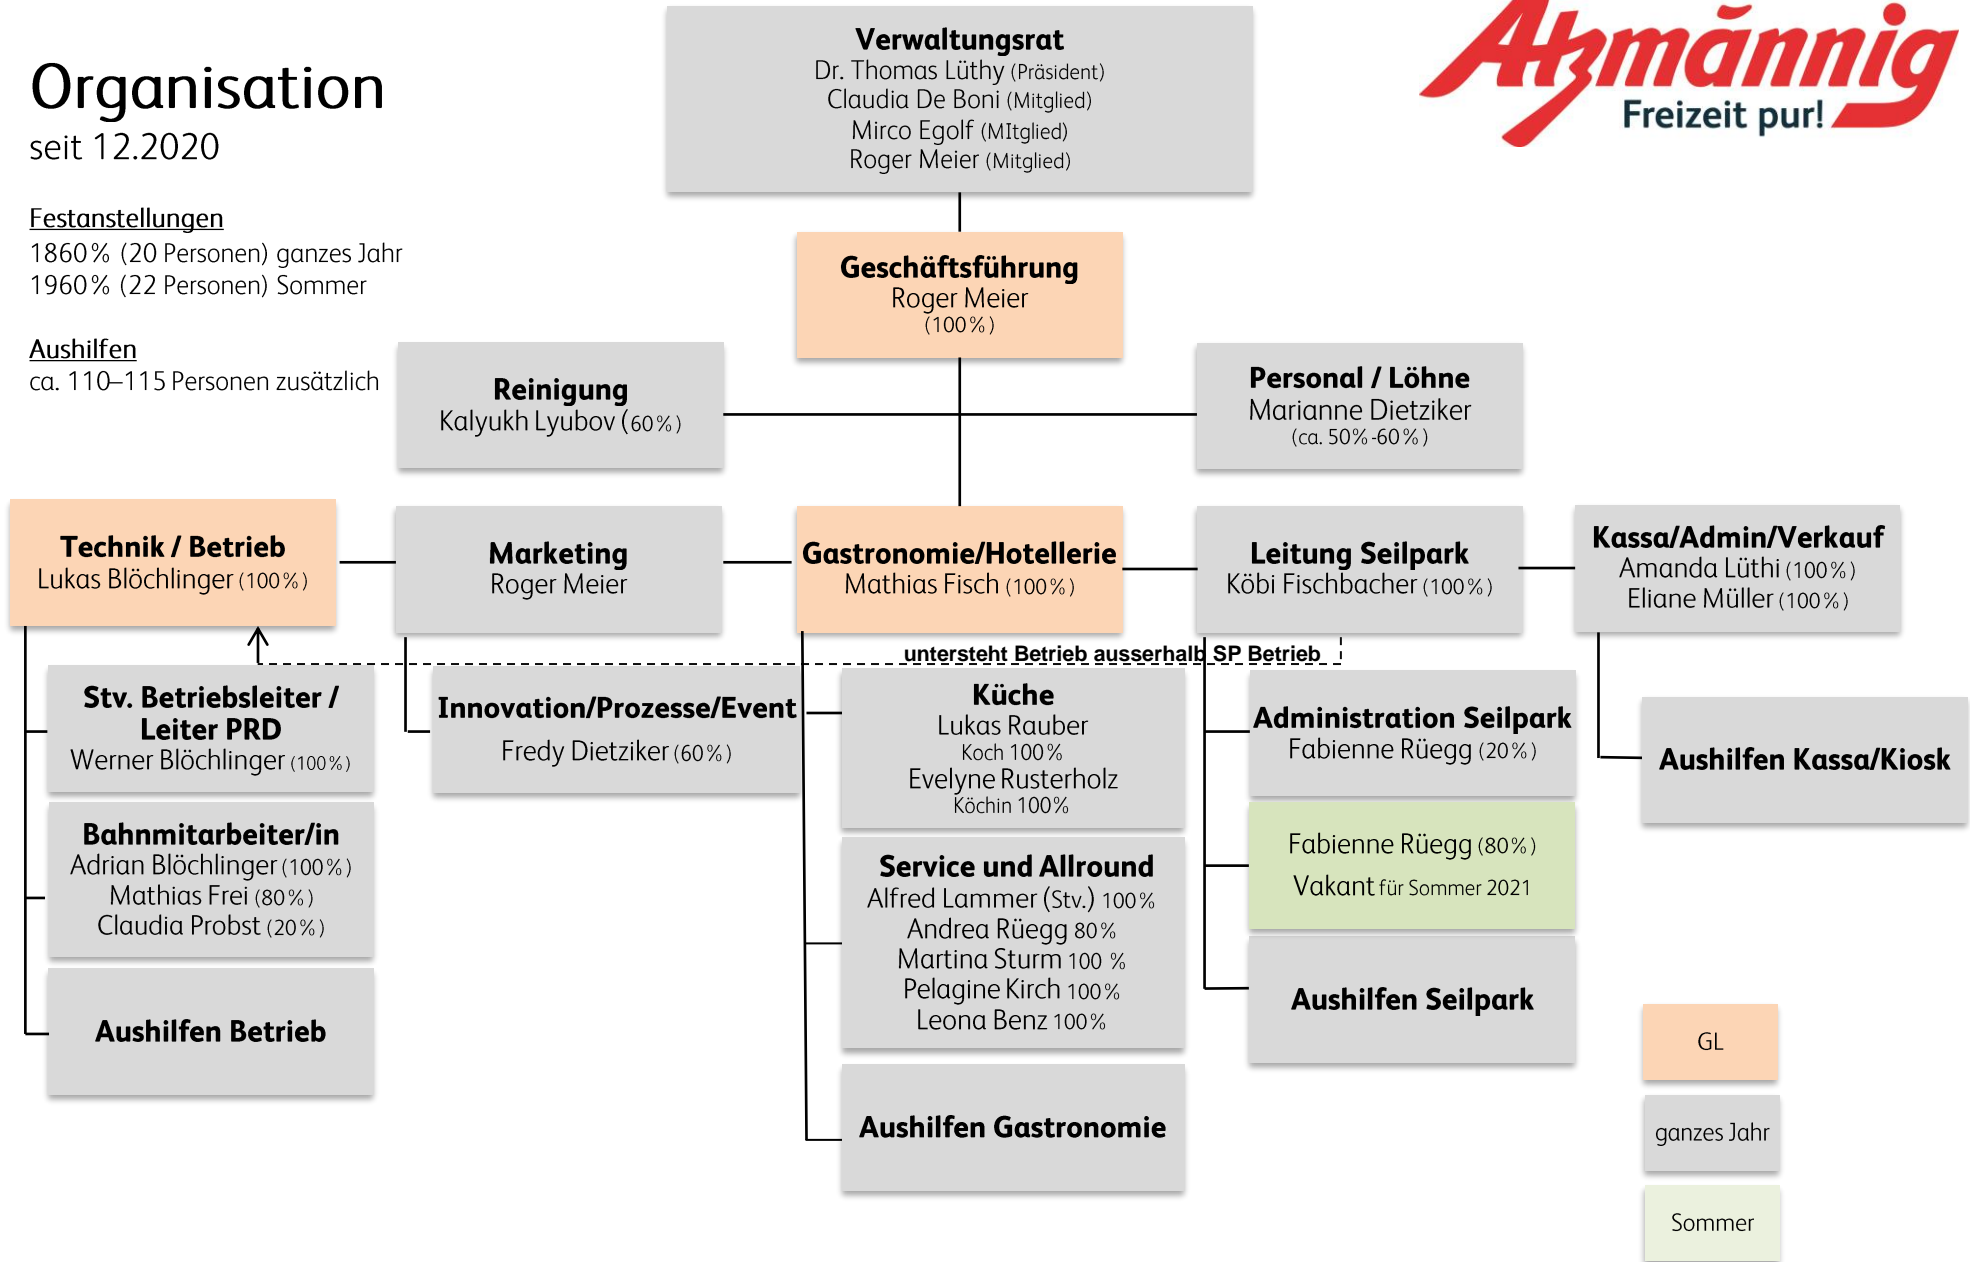 Organisation
seit 12.2020
Festanstellungen
1860% (20 Personen) ganzes Jahr
1960% (22 Personen) Sommer
Aushilfen
ca. 110–115 Personen zusätzlich
Atzmännig
Freizeit pur!
Verwaltungsrat
Dr. Thomas Lüthy (Präsident)
Claudia De Boni (Mitglied)
Mirco Egolf (MItglied)
Roger Meier (Mitglied)
Geschäftsführung
Roger Meier
(100%)
Reinigung
Kalyukh Lyubov (60%)
Personal / Löhne
Marianne Dietziker
(ca. 50%-60%)
Technik / Betrieb
Lukas Blöchlinger (100%)
Marketing
Roger Meier
Gastronomie/Hotellerie
Mathias Fisch (100%)
Leitung Seilpark
Köbi Fischbacher (100%)
Kassa/Admin/Verkauf
Amanda Lüthi (100%)
Eliane Müller (100%)
untersteht Betrieb ausserhalb SP Betrieb
Stv. Betriebsleiter /
Leiter PRD
Werner Blöchlinger (100%)
Bahnmitarbeiter/in
Adrian Blöchlinger (100%)
Mathias Frei (80%)
Claudia Probst (20%)
Aushilfen Betrieb
Innovation/Prozesse/Event
Fredy Dietziker (60%)
Küche
Lukas Rauber
Koch 100%
Evelyne Rusterholz
Köchin 100%
Service und Allround
Alfred Lammer (Stv.) 100%
Andrea Rüegg 80%
Martina Sturm 100 %
Pelagine Kirch 100%
Leona Benz 100%
Aushilfen Gastronomie
Administration Seilpark
Fabienne Rüegg (20%)
Fabienne Rüegg (80%)
Vakant für Sommer 2021
Aushilfen Seilpark
Aushilfen Kassa/Kiosk
GL
ganzes Jahr
Sommer